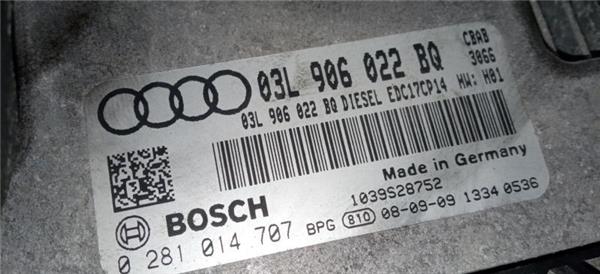 03L 906 022 BQ
CBAB
3066
03L 906 022 BQ DIESEL EDC17CP14 HW: H01
Made in Germany
1039S28752
BOSCH
0 281 014 707 BPG 810 08-09-09 1334 0536